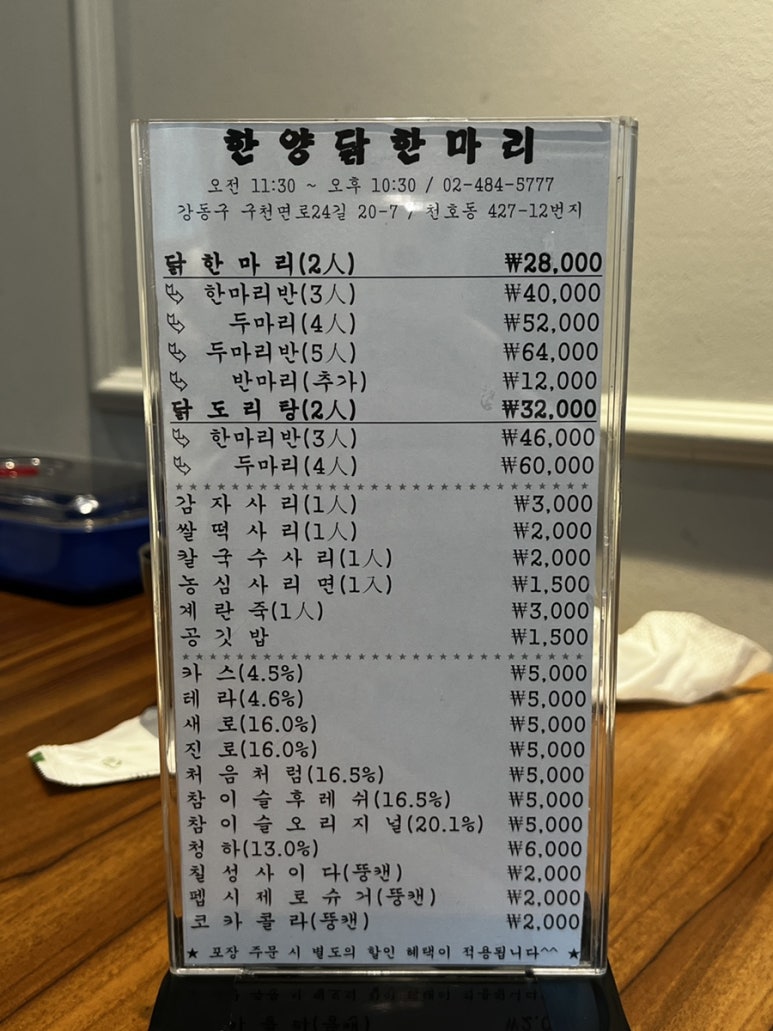 한양닭한마리
오전 11:30 ~ 오후 10:30 / 02-484-5777
강동구 구천면로24길 20-7 / 천호동 427-12번지
닭 한 마 리(2人) ₩28,000
한마리반(3人) ₩40,000
두마리(4人) ₩52,000
두마리반(5人) ₩64,000
반마리(추가) ₩12,000
닭 도 리 탕(2人) ₩32,000
한마리반(3人) ₩46,000
두마리(4人) ₩60,000
감 자 사 리(1人) ₩3,000
쌀 떡 사 리(1人) ₩2,000
칼 국 수 사 리(1人) ₩2,000
농 심 사 리 면(1入) ₩1,500
계 란 죽(1人) ₩3,000
공 깃 밥 ₩1,500
카 스(4.5%) ₩5,000
테 라(4.6%) ₩5,000
새 로(16.0%) ₩5,000
진 로(16.0%) ₩5,000
처 음 처 럼(16.5%) ₩5,000
참 이 슬 후 레 쉬(16.5%) ₩5,000
참 이 슬 오 리 지 널(20.1%) ₩5,000
청 하(13.0%) ₩6,000
칠 성 사 이 다(뚱캔) ₩2,000
펩 시 제 로 슈 거(뚱캔) ₩2,000
코 카 콜 라(뚱캔) ₩2,000
★ 포장 주문 시 별도의 할인 혜택이 적용됩니다^^ ★